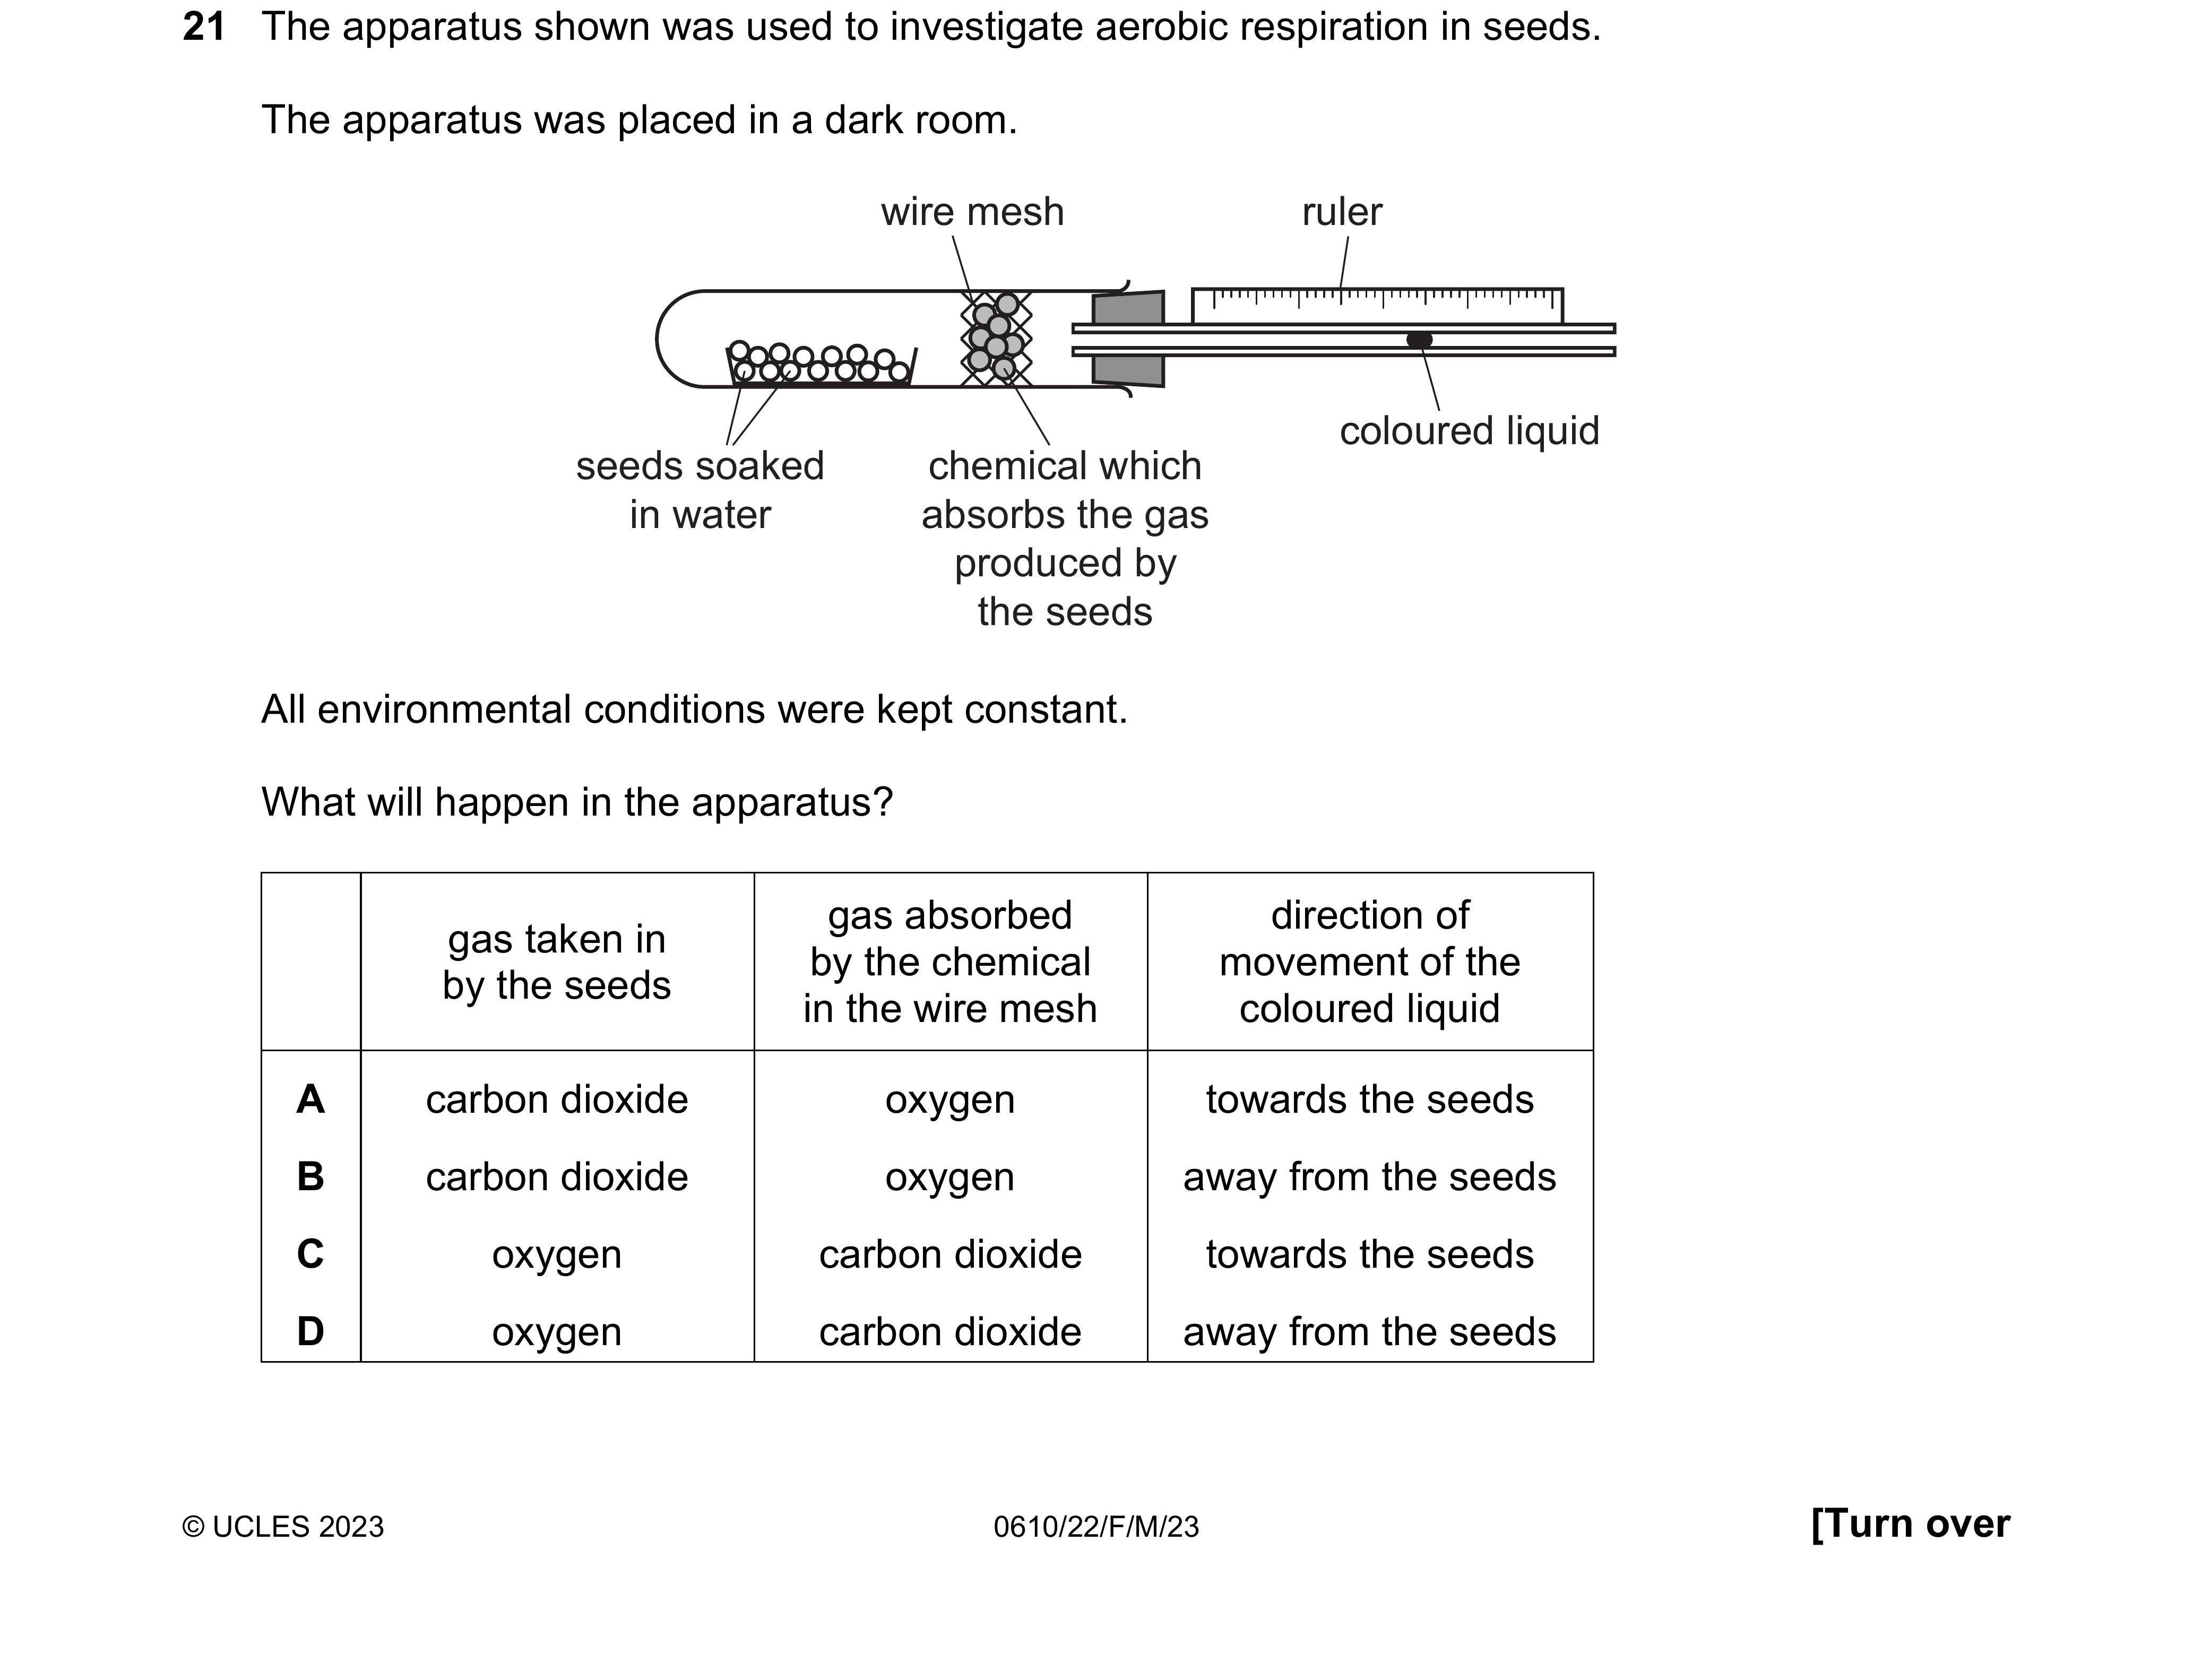 21 The apparatus shown was used to investigate aerobic respiration in seeds.
The apparatus was placed in a dark room.
wire mesh
ruler
coloured liquid
seeds soaked
in water
chemical which
absorbs the gas
produced by
the seeds
All environmental conditions were kept constant.
What will happen in the apparatus?
gas taken in
by the seeds
gas absorbed
by the chemical
in the wire mesh
direction of
movement of the
coloured liquid
A carbon dioxide oxygen towards the seeds
B carbon dioxide oxygen away from the seeds
C oxygen carbon dioxide towards the seeds
D oxygen carbon dioxide away from the seeds
© UCLES 2023 0610/22/F/M/23 [Turn over